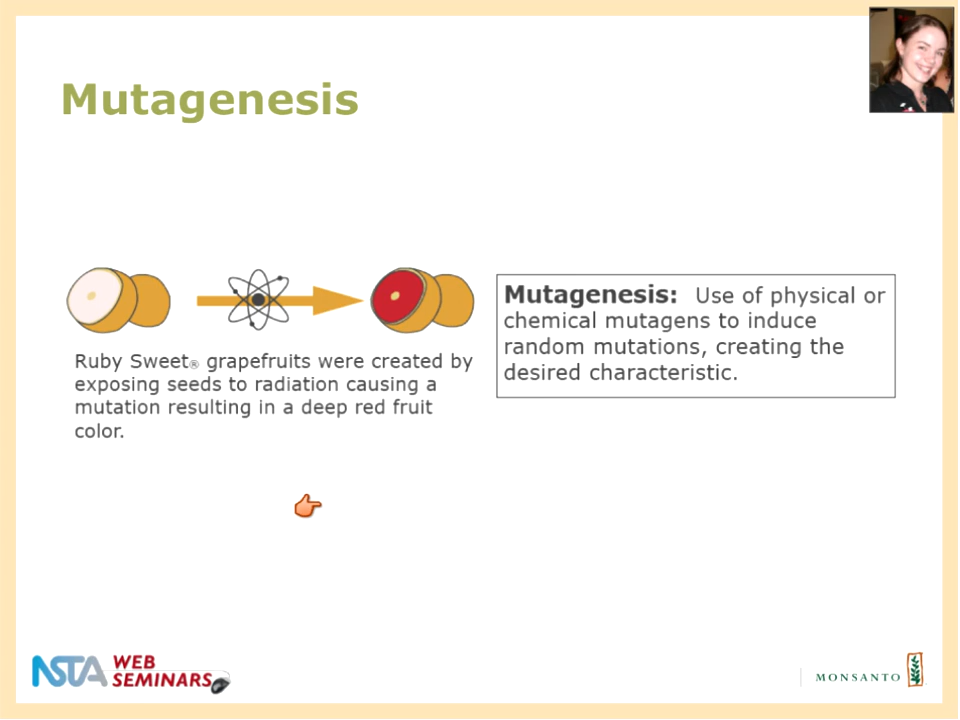 Mutagenesis
Ruby Sweet® grapefruits were created by
exposing seeds to radiation causing a
mutation resulting in a deep red fruit
color.
Mutagenesis: Use of physical or
chemical mutagens to induce
random mutations, creating the
desired characteristic.
NSTA WEB
SEMINARS
MONSANTO